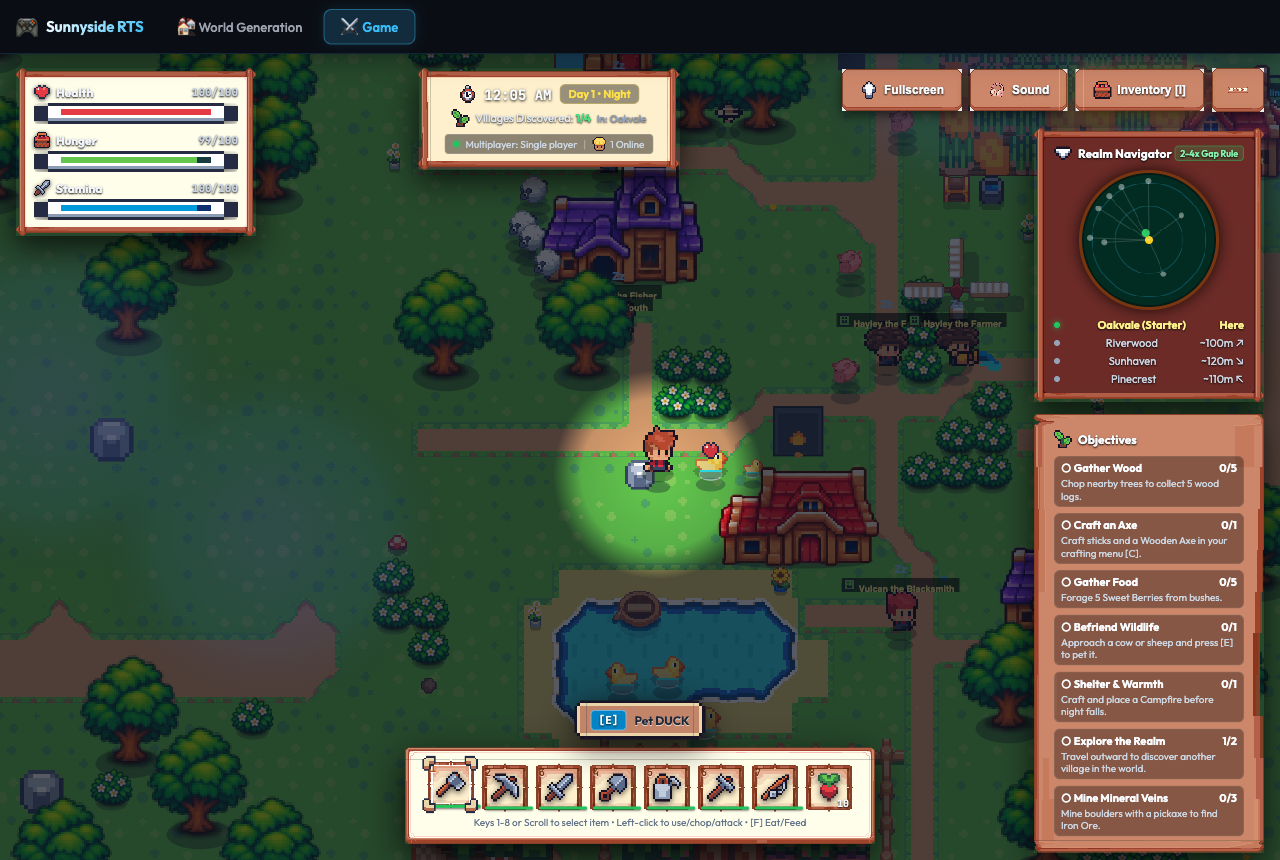 Sunnyside RTS
World Generation
Game
Health 100/100
Hunger 99/100
Stamina 100/100
12:05 AM Day 1 • Night
Villages Discovered: 1/4 In: Oakvale
Multiplayer: Single player | 1 Online
Fullscreen
Sound
Inventory [I]
Realm Navigator 2-4x Gap Rule
Oakvale (Starter) Here
Riverwood ~100m ↗
Sunhaven ~120m ↘
Pinecrest ~110m ↖
he Fisher
outh
Hayley the F
Hayley the Farmer
Vulcan the Blacksmith
Objectives
Gather Wood 0/5
Chop nearby trees to collect 5 wood
logs.
Craft an Axe 0/1
Craft sticks and a Wooden Axe in your
crafting menu [C].
Gather Food 0/5
Forage 5 Sweet Berries from bushes.
Befriend Wildlife 0/1
Approach a cow or sheep and press [E]
to pet it.
Shelter & Warmth 0/1
Craft and place a Campfire before
night falls.
Explore the Realm 1/2
Travel outward to discover another
village in the world.
Mine Mineral Veins 0/3
Mine boulders with a pickaxe to find
Iron Ore.
[E] Pet DUCK
10
Keys 1-8 or Scroll to select item • Left-click to use/chop/attack • [F] Eat/Feed